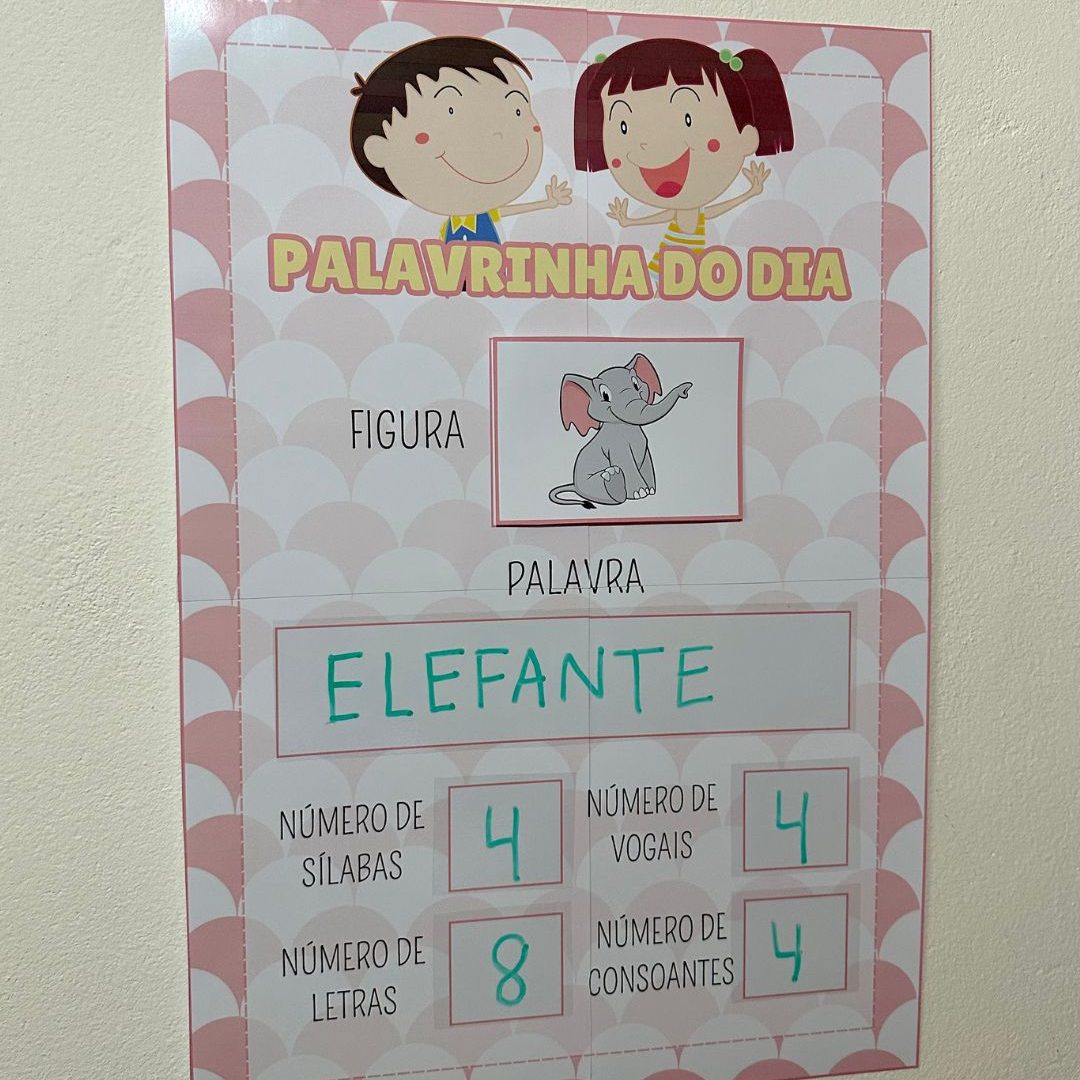 PALAVRINHA DO DIA
FIGURA
PALAVRA
ELEFANTE
NÚMERO DE
SÍLABAS
4
NÚMERO DE
VOGAIS
4
NÚMERO DE
LETRAS
8
NÚMERO DE
CONSOANTES
4